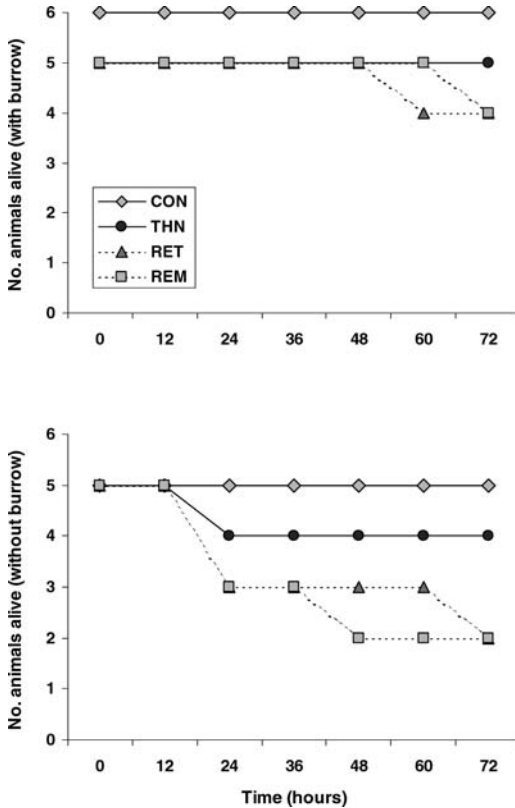 No. animals alive (with burrow)
6
5
4
3
2
1
0
CON
THN
RET
REM
0 12 24 36 48 60 72
No. animals alive (without burrow)
6
5
4
3
2
1
0
0 12 24 36 48 60 72
Time (hours)